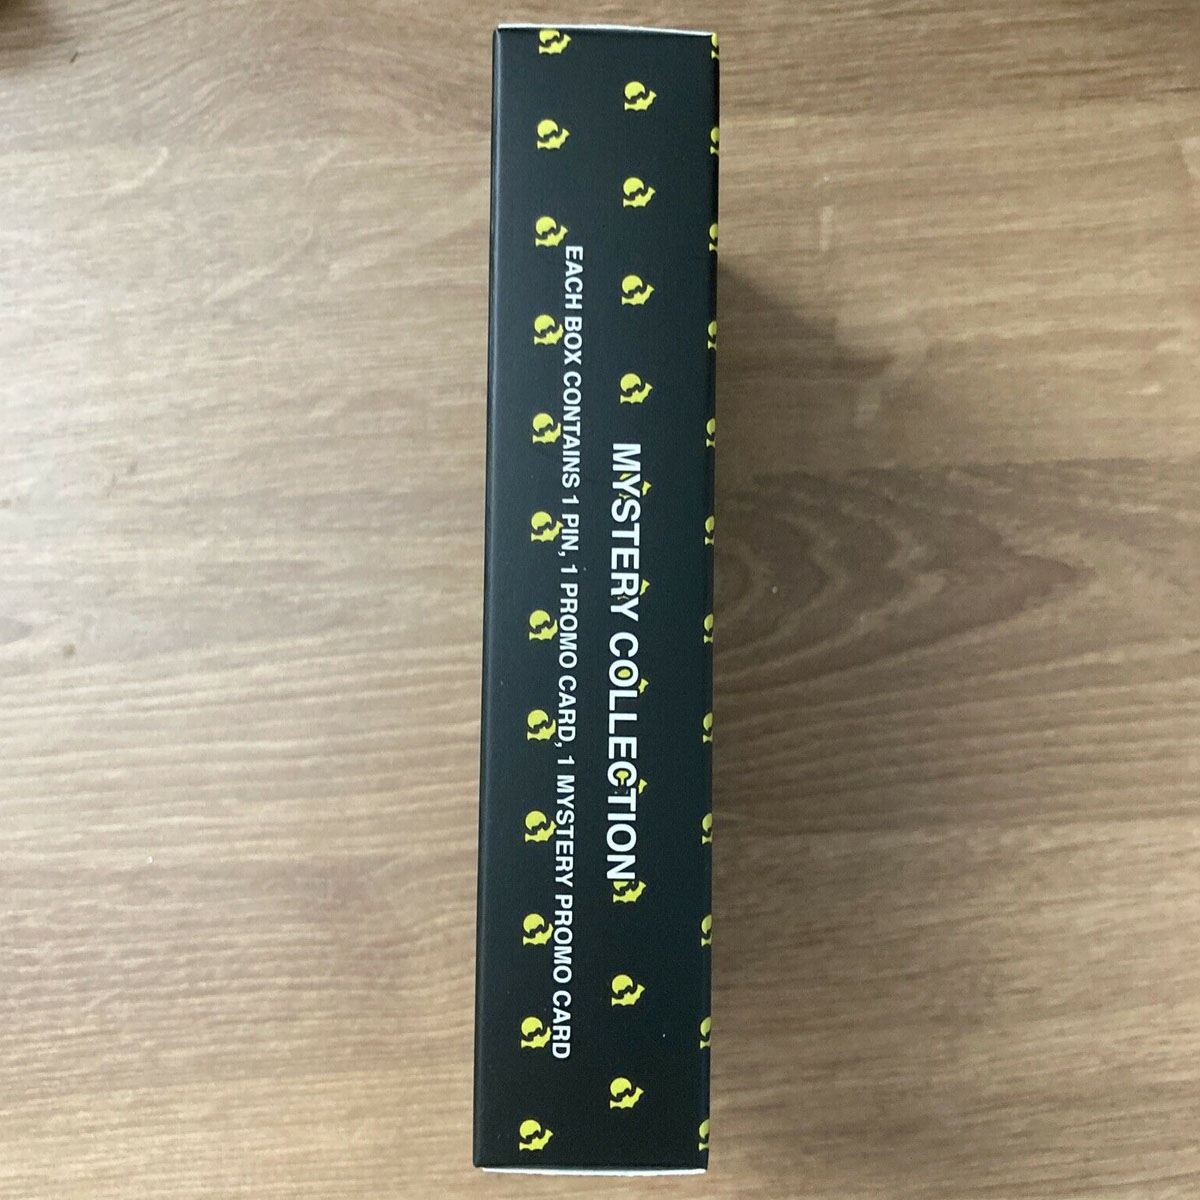 MYSTERY COLLECTION
EACH BOX CONTAINS 1 PIN, 1 PROMO CARD, 1 MYSTERY PROMO CARD